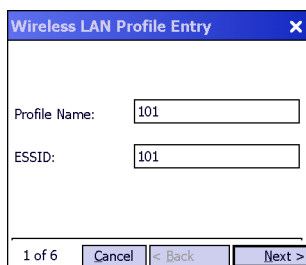 Wireless LAN Profile Entry X
Profile Name: 101
ESSID: 101
1 of 6 Cancel < Back Next >